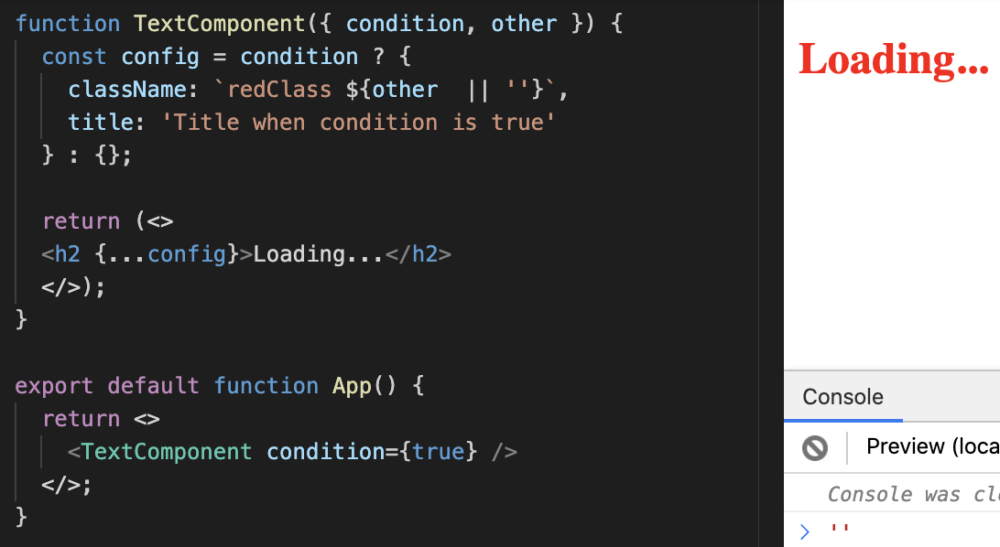 function TextComponent({ condition, other }) {
  const config = condition ? {
    className: `redClass ${other  || ''}`,
    title: 'Title when condition is true'
  } : {};

  return (<>
  <h2 {...config}>Loading...</h2>
  </>);
}

export default function App() {
  return <>
    <TextComponent condition={true} />
  </>;
}
Loading...
Console
Preview (loca
Console was cl
> ''